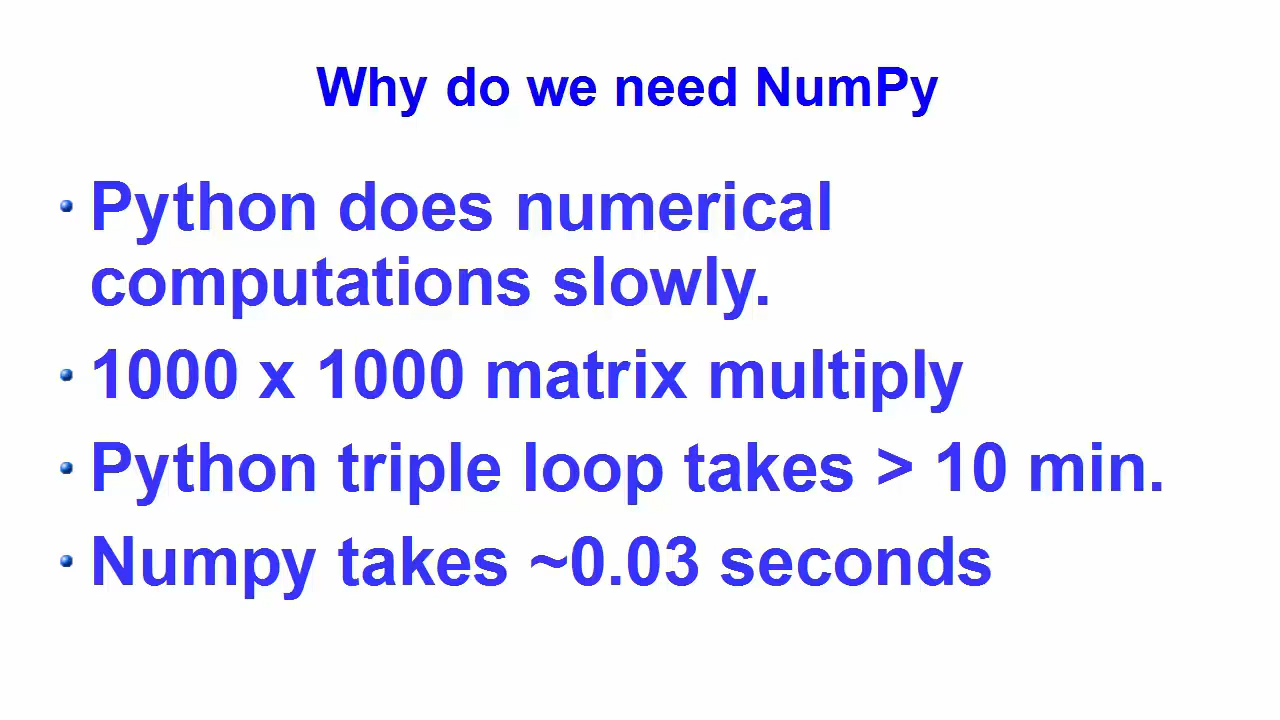 Why do we need NumPy
• Python does numerical
computations slowly.
• 1000 x 1000 matrix multiply
• Python triple loop takes > 10 min.
• Numpy takes ~0.03 seconds